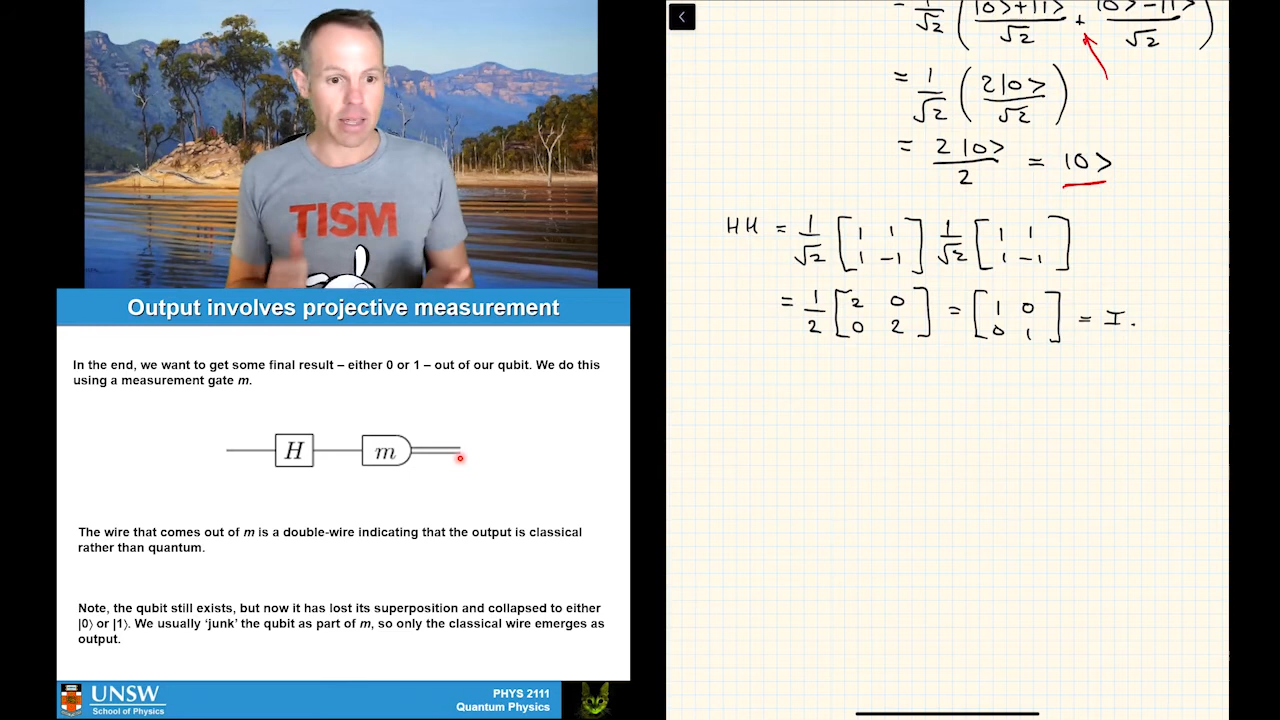 TISM
Output involves projective measurement
In the end, we want to get some final result – either 0 or 1 – out of our qubit. We do this
using a measurement gate m.
H m
The wire that comes out of m is a double-wire indicating that the output is classical
rather than quantum.
Note, the qubit still exists, but now it has lost its superposition and collapsed to either
|0⟩ or |1⟩. We usually ‘junk’ the qubit as part of m, so only the classical wire emerges as
output.
UNSW
School of Physics
PHYS 2111
Quantum Physics
= 1/√2 ( |0>+|1>/√2 + |0>-|1>/√2 )
= 1/√2 ( 2|0>/√2 )
= 2|0>/2 = |0>
HH = 1/√2 [1 1; 1 -1] 1/√2 [1 1; 1 -1]
= 1/2 [2 0; 0 2] = [1 0; 0 1] = I.